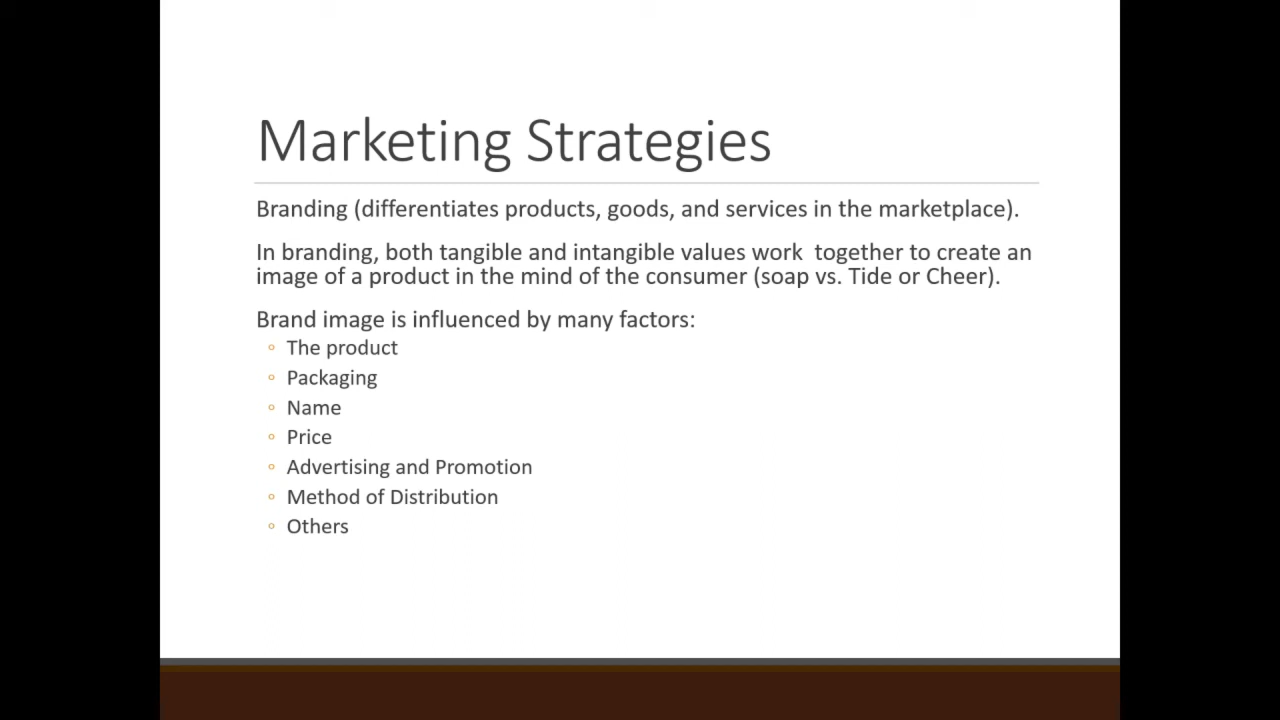 Marketing Strategies
Branding (differentiates products, goods, and services in the marketplace).
In branding, both tangible and intangible values work  together to create an
image of a product in the mind of the consumer (soap vs. Tide or Cheer).
Brand image is influenced by many factors:
◦ The product
◦ Packaging
◦ Name
◦ Price
◦ Advertising and Promotion
◦ Method of Distribution
◦ Others